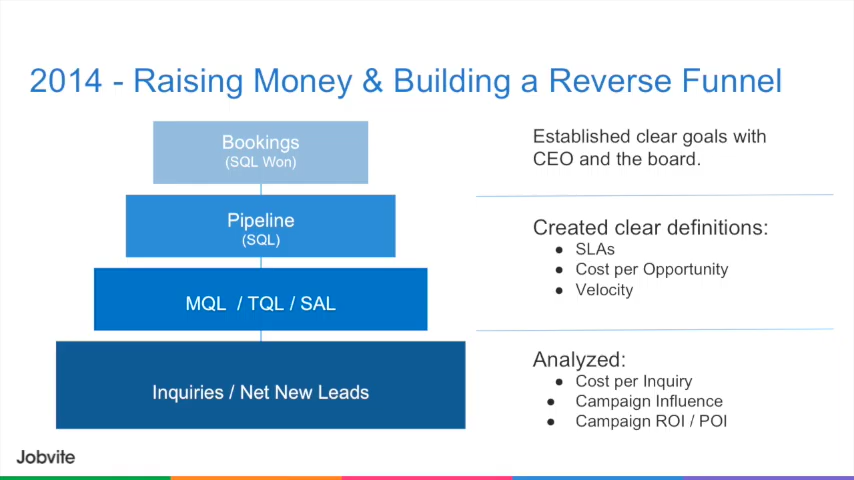 2014 - Raising Money & Building a Reverse Funnel
Bookings
(SQL Won)
Pipeline
(SQL)
MQL / TQL / SAL
Inquiries / Net New Leads
Established clear goals with
CEO and the board.
Created clear definitions:
● SLAs
● Cost per Opportunity
● Velocity
Analyzed:
● Cost per Inquiry
● Campaign Influence
● Campaign ROI / POI
Jobvite